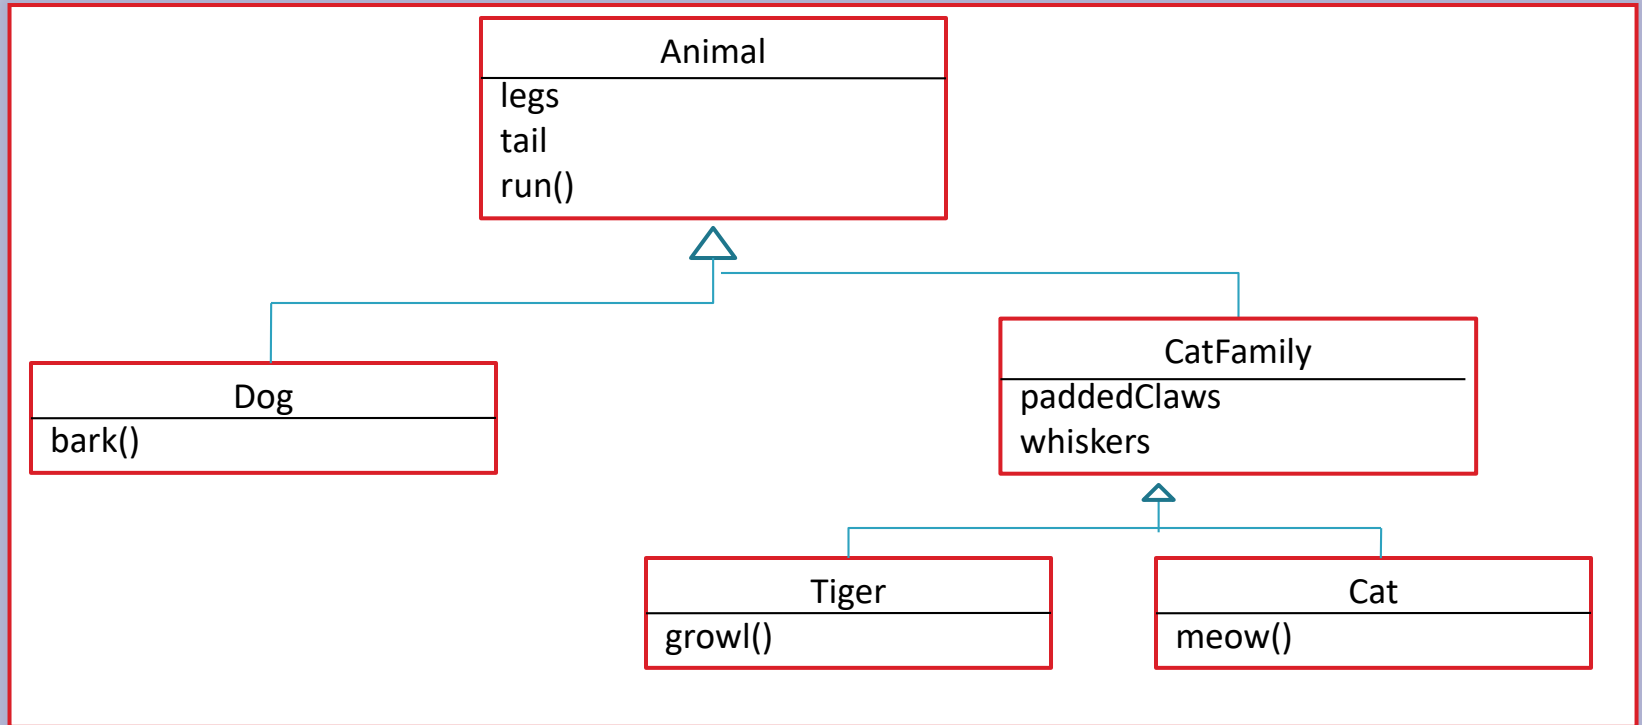 Animal
legs
tail
run()
Dog
bark()
CatFamily
paddedClaws
whiskers
Tiger
growl()
Cat
meow()